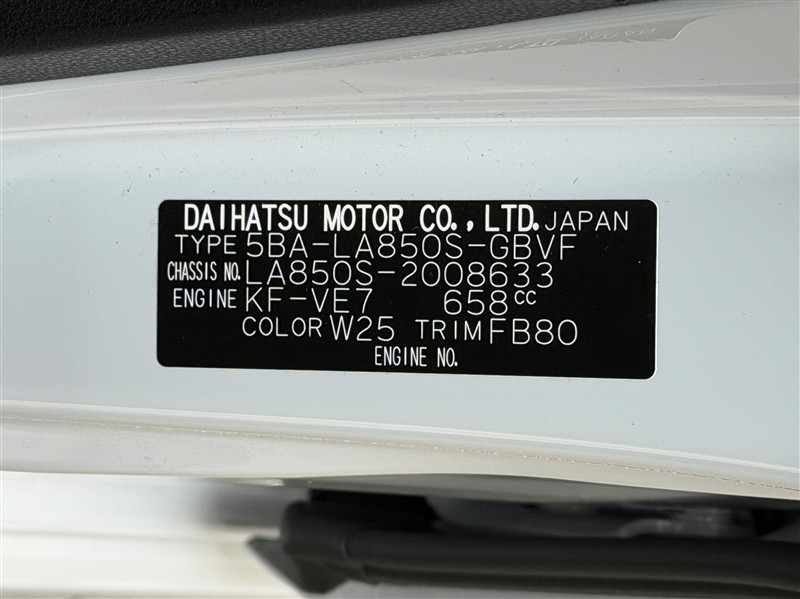 DAIHATSU MOTOR CO.,LTD. JAPAN
TYPE 5BA-LA850S-GBVF
CHASSIS NO. LA850S-2008633
ENGINE KF-VE7 658cc
COLOR W25 TRIM FB80
ENGINE NO.